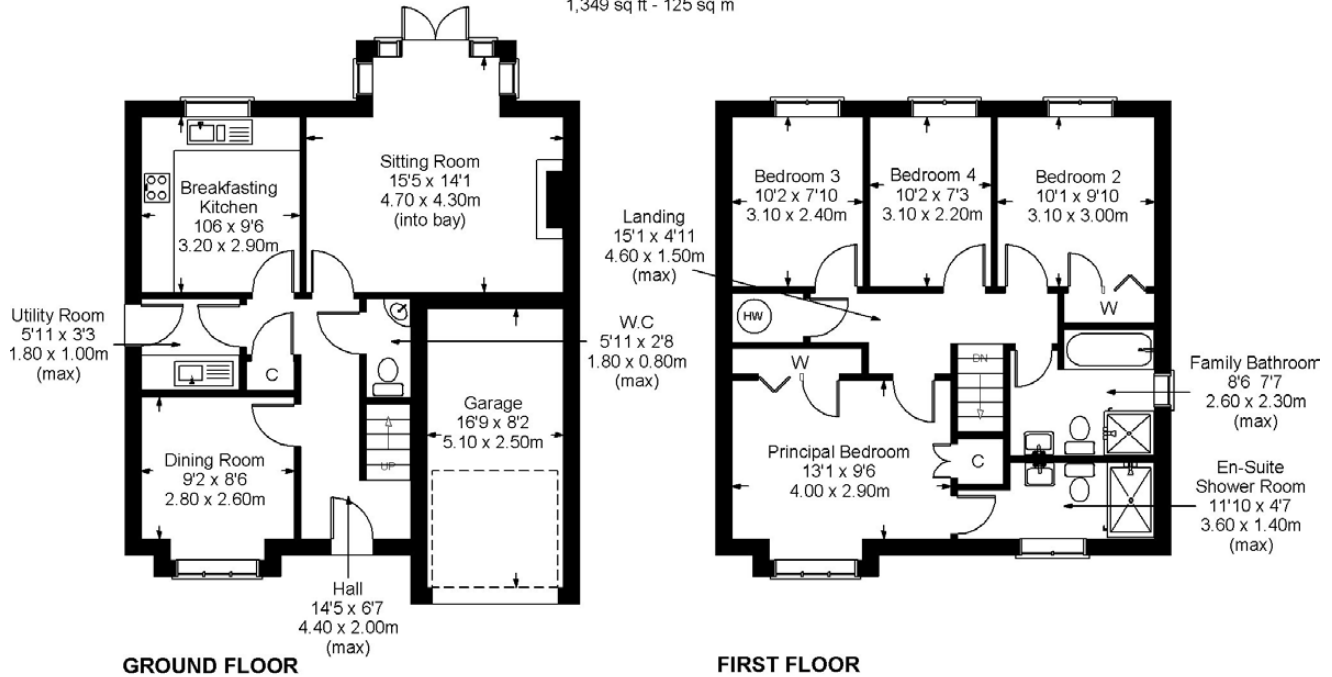 1,349 sq ft - 125 sq m
Sitting Room
15'5 x 14'1
4.70 x 4.30m
(into bay)
Breakfasting
Kitchen
106 x 9'6
3.20 x 2.90m
Utility Room
5'11 x 3'3
1.80 x 1.00m
(max)
C
W.C
5'11 x 2'8
1.80 x 0.80m
(max)
Garage
16'9 x 8'2
5.10 x 2.50m
Dining Room
9'2 x 8'6
2.80 x 2.60m
UP
Hall
14'5 x 6'7
4.40 x 2.00m
(max)
GROUND FLOOR
Bedroom 3
10'2 x 7'10
3.10 x 2.40m
Bedroom 4
10'2 x 7'3
3.10 x 2.20m
Bedroom 2
10'1 x 9'10
3.10 x 3.00m
Landing
15'1 x 4'11
4.60 x 1.50m
(max)
HW
W
W
DN
Family Bathroom
8'6 7'7
2.60 x 2.30m
(max)
Principal Bedroom
13'1 x 9'6
4.00 x 2.90m
C
En-Suite
Shower Room
11'10 x 4'7
3.60 x 1.40m
(max)
FIRST FLOOR